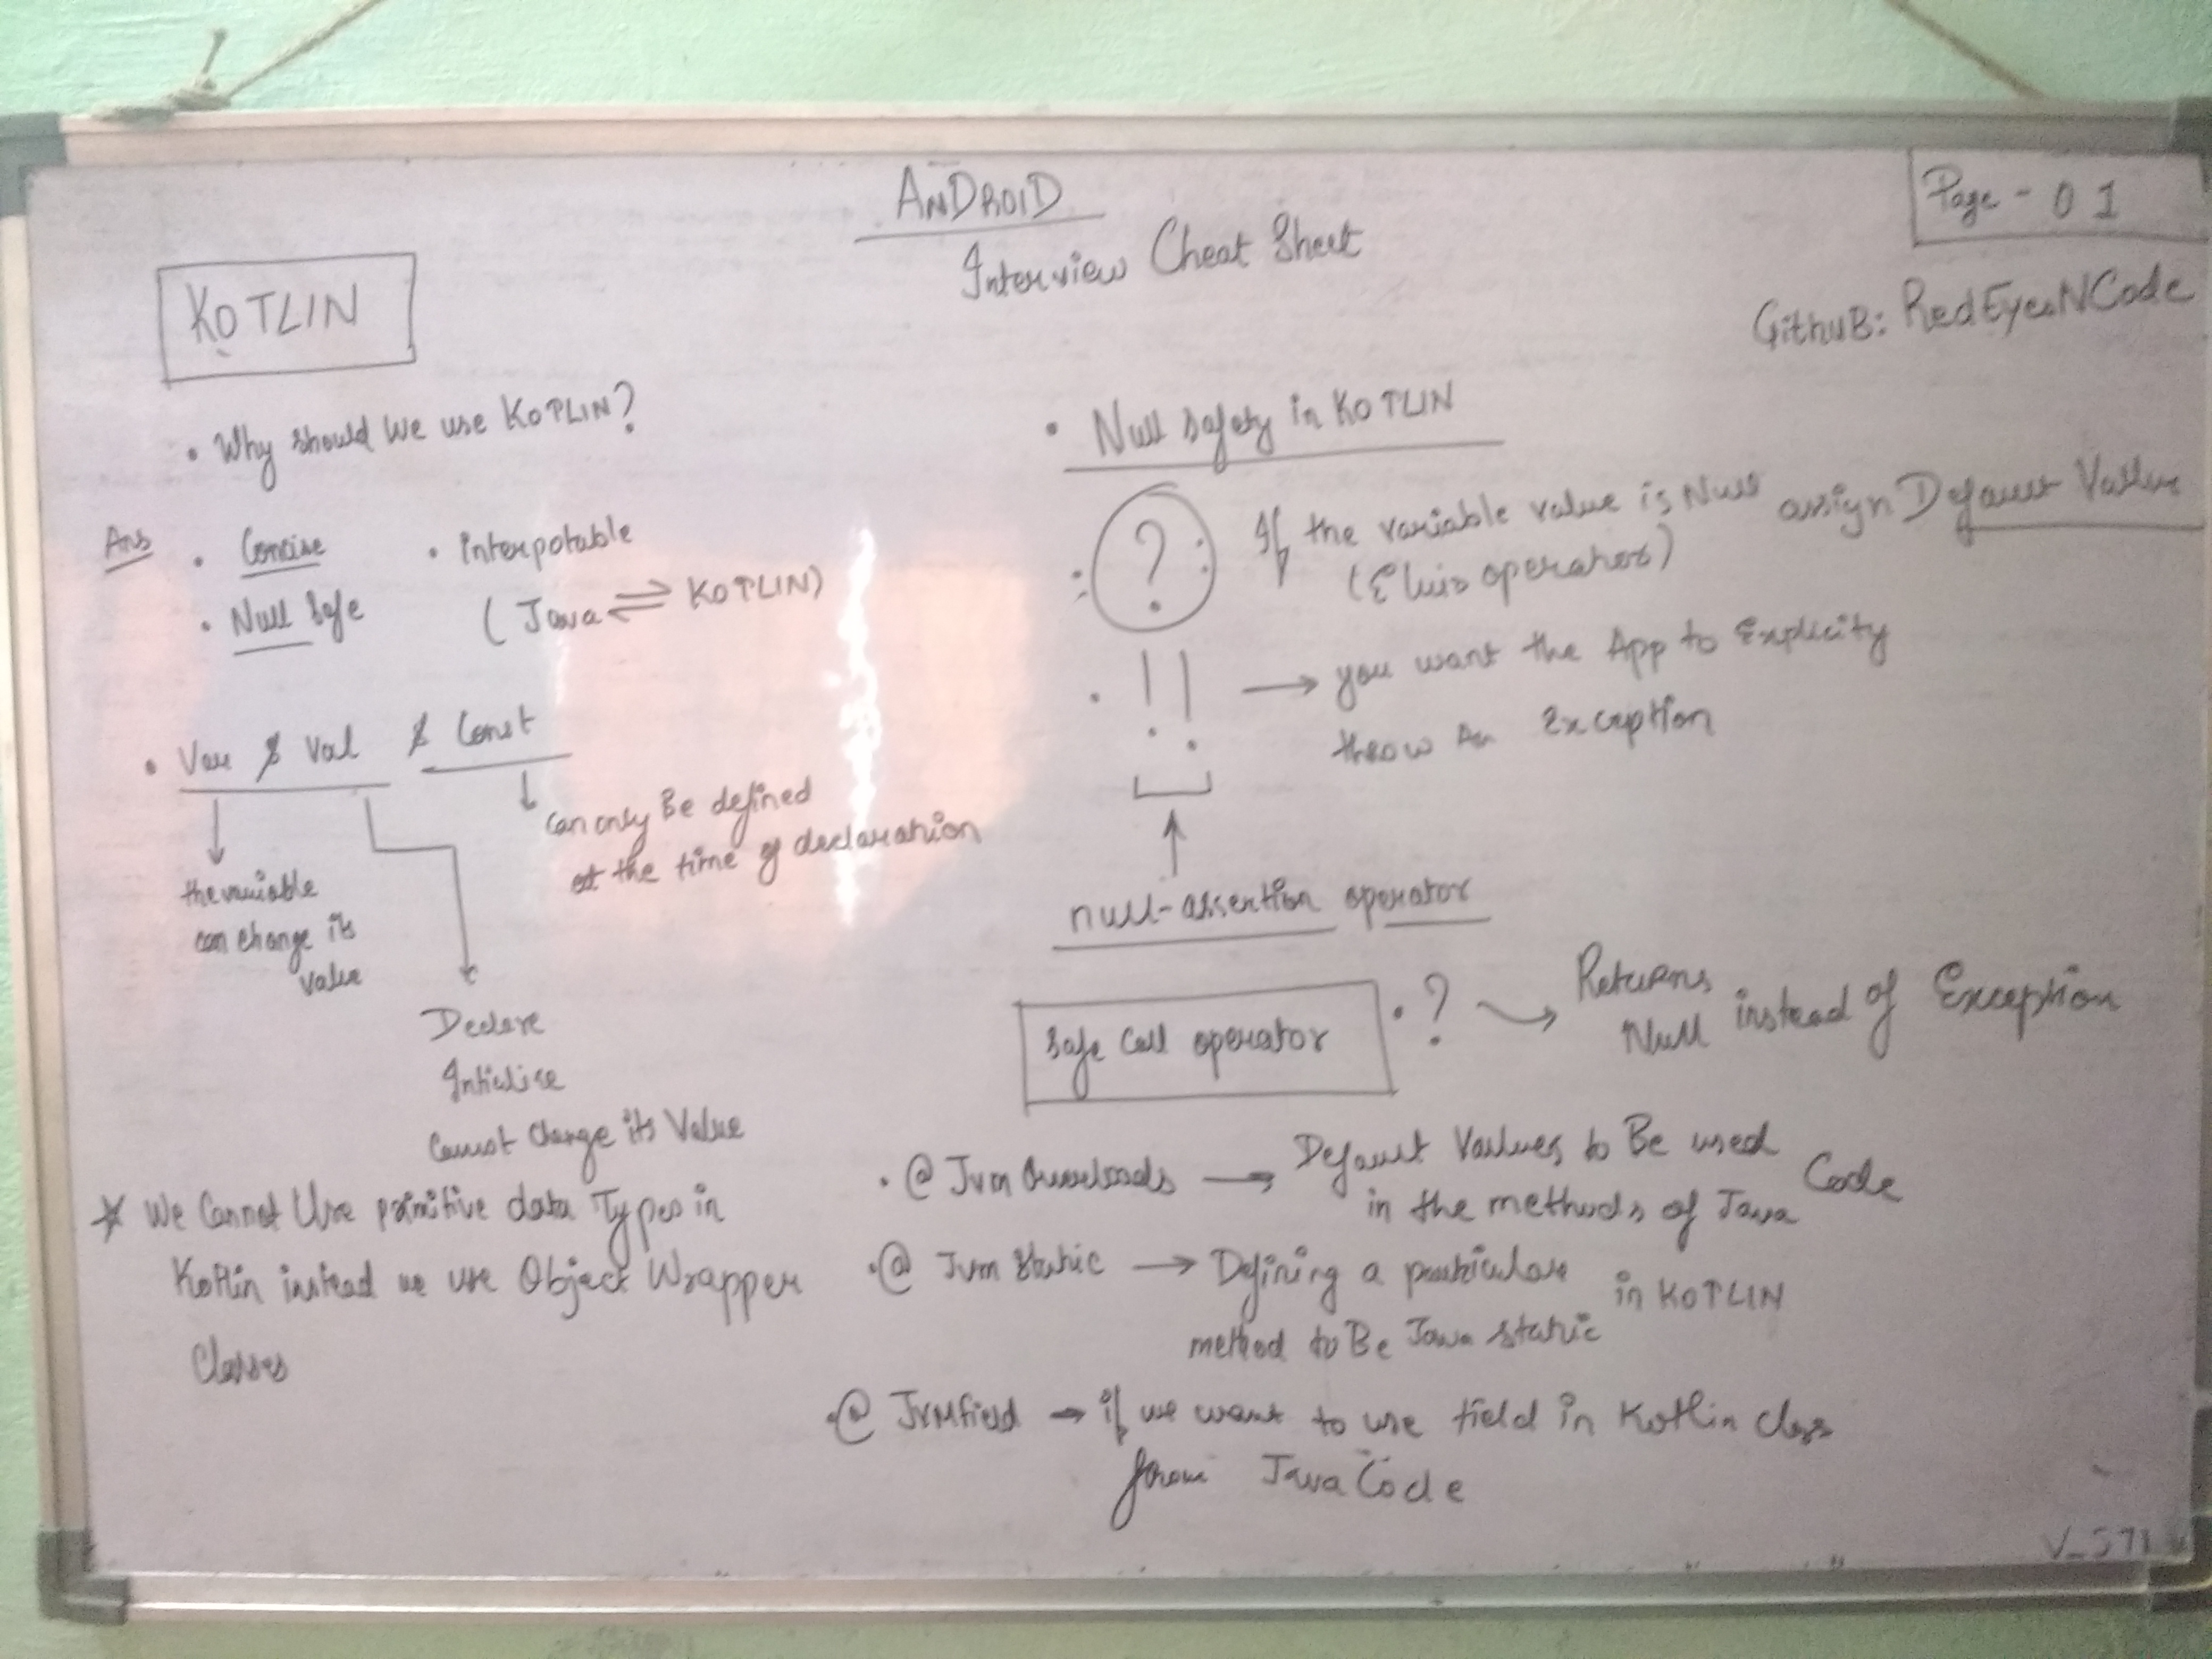 ANDROID
Interview Cheat Sheet
Page - 01
GithuB: RedEyesNCode
KOTLIN
• Why should We use KOTLIN?
Ans
• Concise
• Null Safe
• interpotable
( Java ⇌ KOTLIN)
• Var & Val & Const
the variable
can change its
value
Can only Be defined
at the time of declaration
Declare
Intialise
Cannot Change its Value
* We Cannot Use primitive data Types in
Kotlin instead we use Object Wrapper
Classes
• Null safety in KOTLIN
?: If the variable value is Null assign Default Vallue
(Elvis operator)
• !! → you want the App to Explicity
throw An Exception
null-assertion operator
Safe Call operator .? → Returns
Null instead of Exception
• @ Jvm Overloads → Default Values to Be used
in the methods of Java Code
• @ Jvm Static → Defining a particular
method to Be Java static in KOTLIN
• @ JVMfield → if we want to use field in Kotlin class
from Java Code
V_571